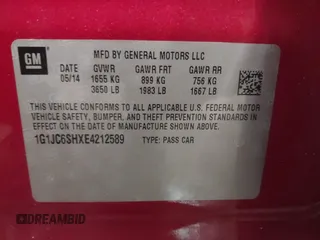 GM
MFD BY GENERAL MOTORS LLC
DATE GVWR GAWR FRT GAWR RR
05/14 1655 KG 899 KG 756 KG
3650 LB 1983 LB 1667 LB
THIS VEHICLE CONFORMS TO ALL APPLICABLE U.S. FEDERAL MOTOR
VEHICLE SAFETY, BUMPER, AND THEFT PREVENTION STANDARDS
IN EFFECT ON THE DATE OF MANUFACTURE SHOWN ABOVE.
1G1JC6SHXE4212589
TYPE: PASS CAR
© DREAMBID